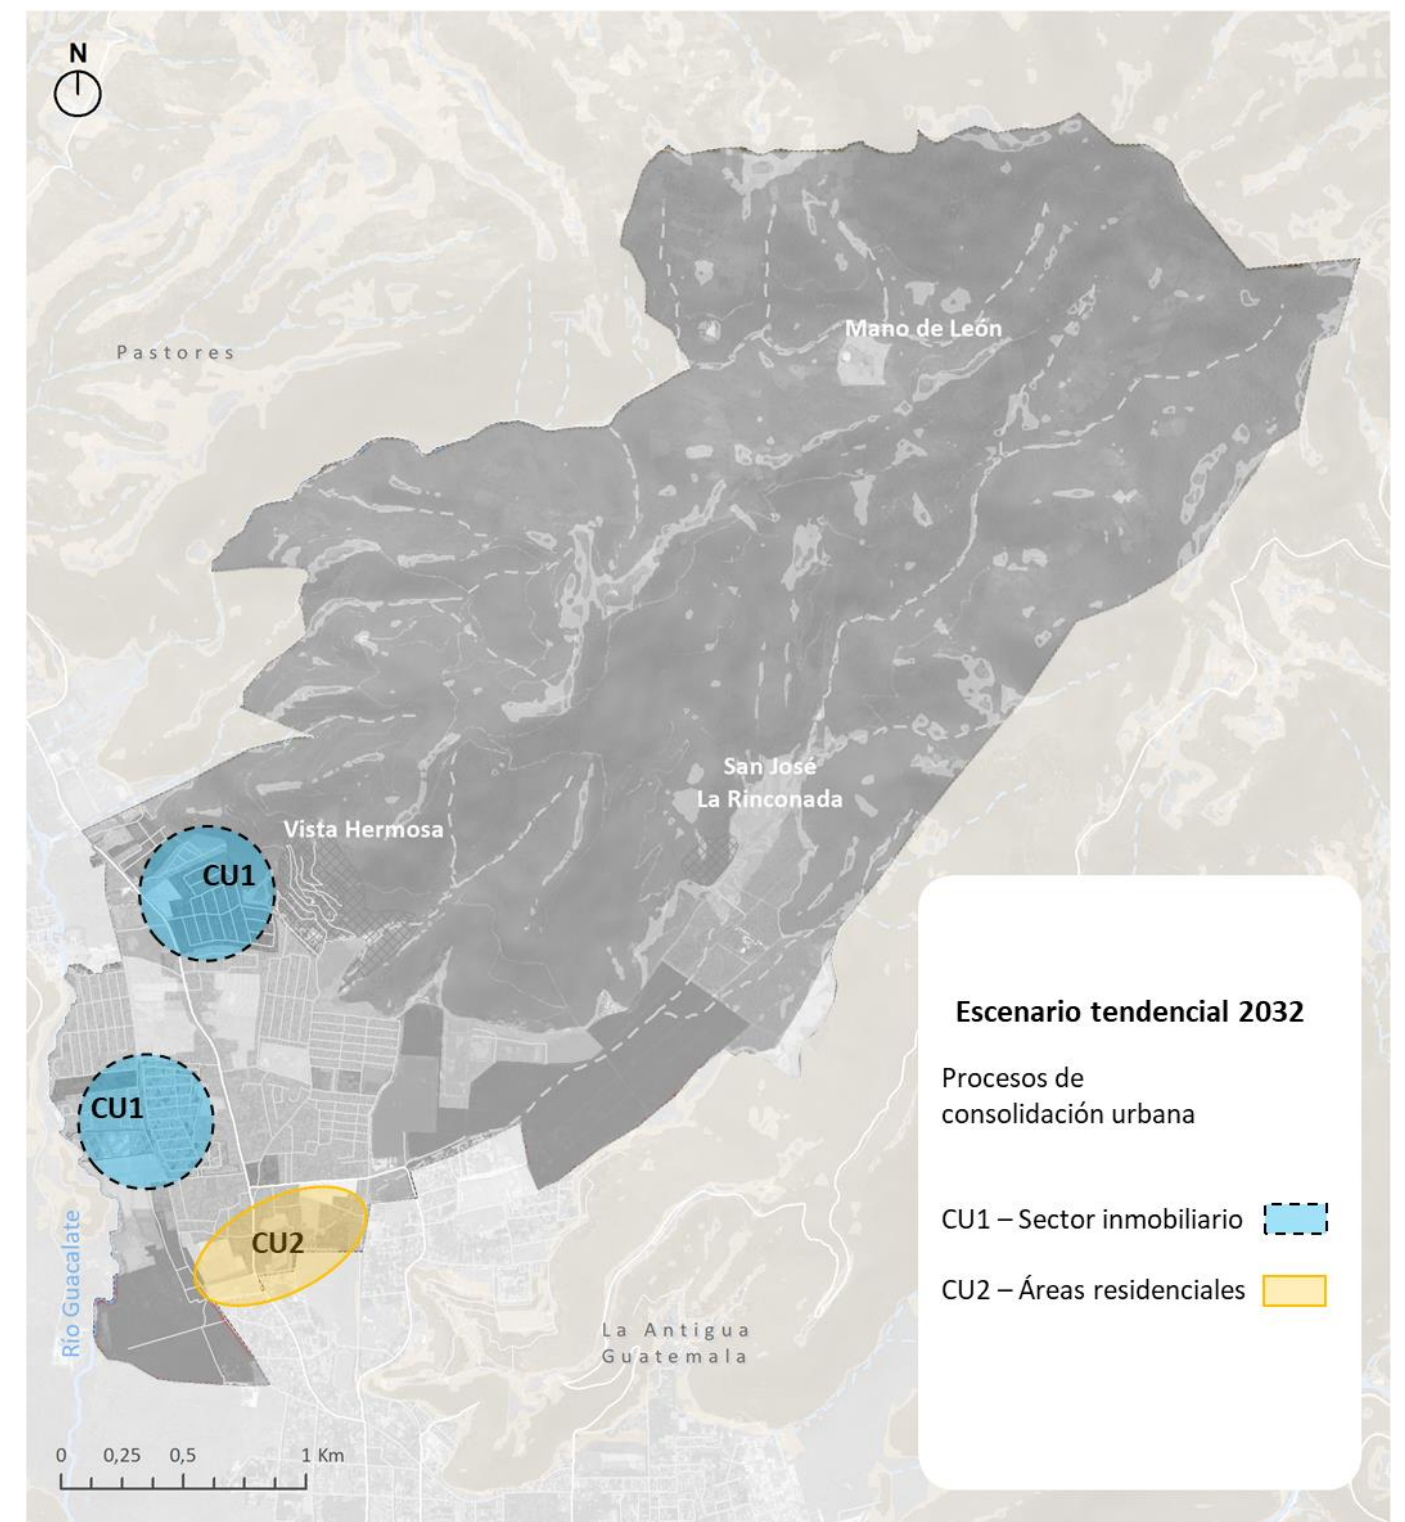 N
Pastores
Mano de León
San José
La Rinconada
Vista Hermosa
CU1
CU1
CU2
Río Guacalate
La Antigua
Guatemala
0 0,25 0,5 1 Km
Escenario tendencial 2032
Procesos de
consolidación urbana
CU1 – Sector inmobiliario
CU2 – Áreas residenciales